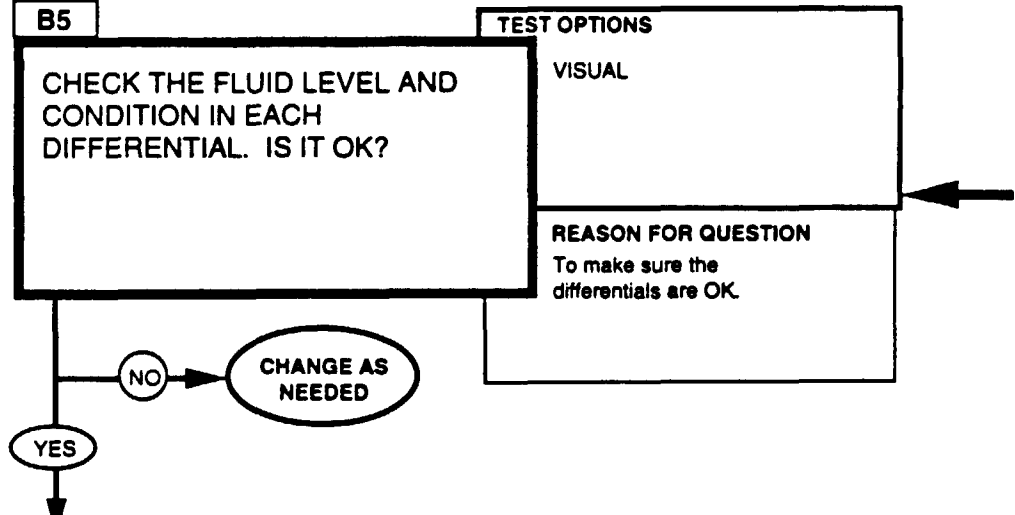 B5
CHECK THE FLUID LEVEL AND
CONDITION IN EACH
DIFFERENTIAL. IS IT OK?
TEST OPTIONS
VISUAL
REASON FOR QUESTION
To make sure the
differentials are OK.
NO
CHANGE AS
NEEDED
YES